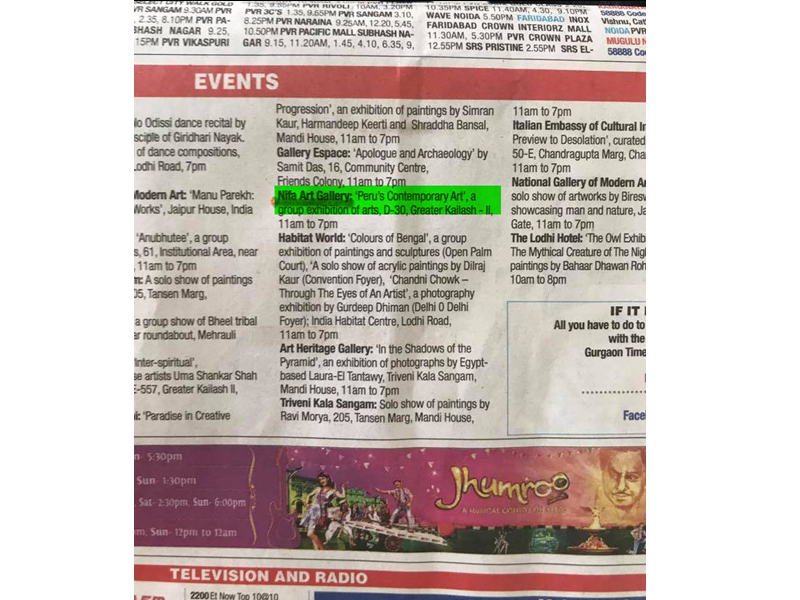 SELECT CITY WALK GOLD
PVR SANGAM 9.30AM PVR
2.35, 8.10PM PVR PA-
BHASH NAGAR 9.25,
15PM PVR VIKASPURI
1.35, 9.55PM PVR RIVOLI, 10AM, 3.20PM
PVR 3C'S 1.35, 9.65PM PVR SANGAM 3.10,
8.25PM PVR NARAINA 9.25AM, 12.20, 5.45,
10.50PM PVR PACIFIC MALL SUBHASH NA-
GAR 9.15, 11.20AM, 1.45, 4.10, 6.35, 9,
10.35PM SPICE 11.40AM, 4.30, 9.10PM
WAVE NOIDA 5.50PM FARIDABAD INOX
FARIDABAD CROWN INTERIORZ MALL
11.30AM, 5.30PM PVR CROWN PLAZA
12.55PM SRS PRISTINE 2.55PM SRS EL-
58888 Code
Vishnu, Cat
NOIDA PVR
MUGULU N
58888 Co
EVENTS
lo Odissi dance recital by
sciple of Giridhari Nayak.
of dance compositions,
Lodhi Road, 7pm
Modern Art: 'Manu Parekh:
Works', Jaipur House, India
'Anubhutee', a group
s, 61, Institutional Area, near
11am to 7pm
: A solo show of paintings
05, Tansen Marg,
a group show of Bheel tribal
r roundabout, Mehrauli
Inter-spiritual',
se artists Uma Shankar Shah
E-557, Greater Kailash II,
: 'Paradise in Creative
Progression', an exhibition of paintings by Simran
Kaur, Harmandeep Keerti and Shraddha Bansal,
Mandi House, 11am to 7pm
Gallery Espace: 'Apologue and Archaeology' by
Samit Das, 16, Community Centre,
Friends Colony, 11am to 7pm
Nifa Art Gallery: 'Peru's Contemporary Art', a
group exhibition of arts, D-30, Greater Kailash - II,
11am to 7pm
Habitat World: 'Colours of Bengal', a group
exhibition of paintings and sculptures (Open Palm
Court), 'A solo show of acrylic paintings by Dilraj
Kaur (Convention Foyer), 'Chandni Chowk –
Through The Eyes of An Artist', a photography
exhibition by Gurdeep Dhiman (Delhi O Delhi
Foyer); India Habitat Centre, Lodhi Road,
11am to 7pm
Art Heritage Gallery: 'In the Shadows of the
Pyramid', an exhibition of photographs by Egypt-
based Laura-El Tantawy, Triveni Kala Sangam,
Mandi House, 11am to 7pm
Triveni Kala Sangam: Solo show of paintings by
Ravi Morya, 205, Tansen Marg, Mandi House,
11am to 7pm
Italian Embassy of Cultural In
Preview to Desolation', curated
50-E, Chandragupta Marg, Cha
11am to 7pm
National Gallery of Modern Ar
solo show of artworks by Biresw
showcasing man and nature, Ja
Gate, 11am to 7pm
The Lodhi Hotel: 'The Owl Exhib
The Mythical Creature of The Nig
paintings by Bahaar Dhawan Roh
10am to 8pm
IF IT
All you have to do to
with the
Gurgaon Time
Face
- 5:30pm
Sun- 1:30pm
Sat- 2:30pm, Sun- 6:00pm
m, Sun- 12pm to 12am
Jhumroo
A MUSICAL COMEDY
TELEVISION AND RADIO
2200 Et Now Top 10@10